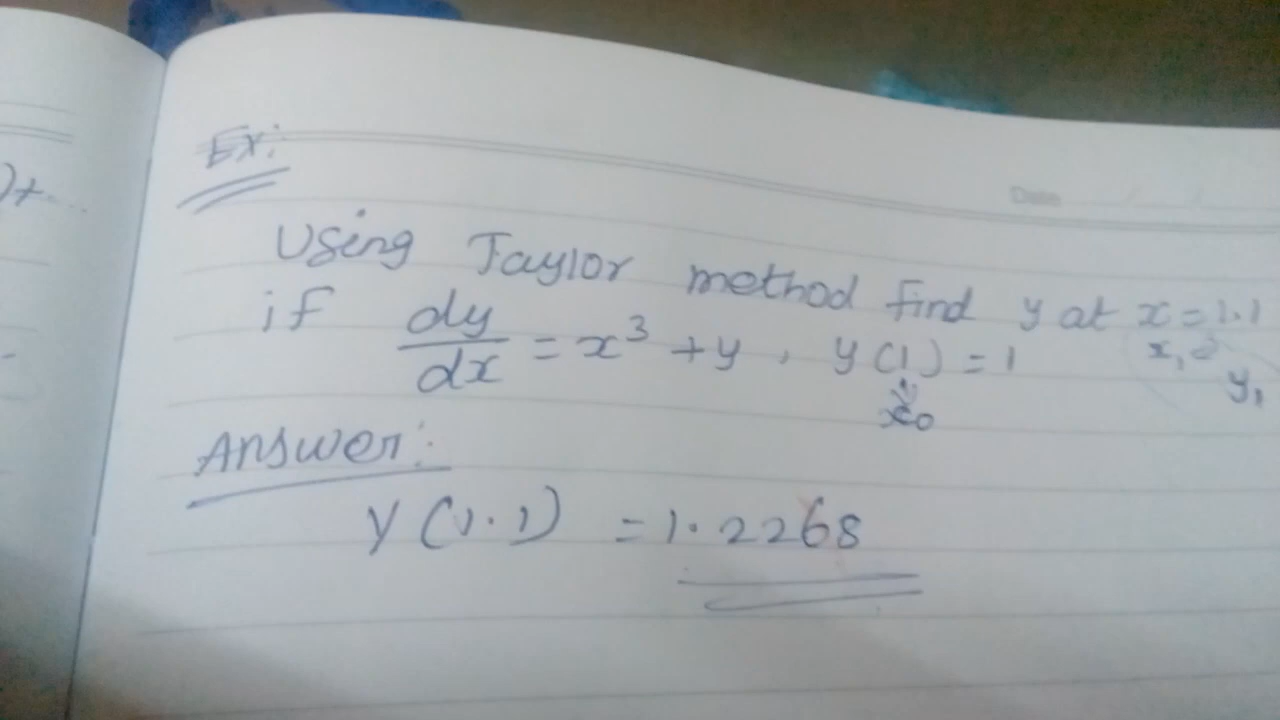 )+...
Ex:
Date
Using Taylor method find y at x = 1.1
if dy/dx = x³ + y, y(1) = 1
x₀
y₁
Answer:
y(1.1) = 1.2268